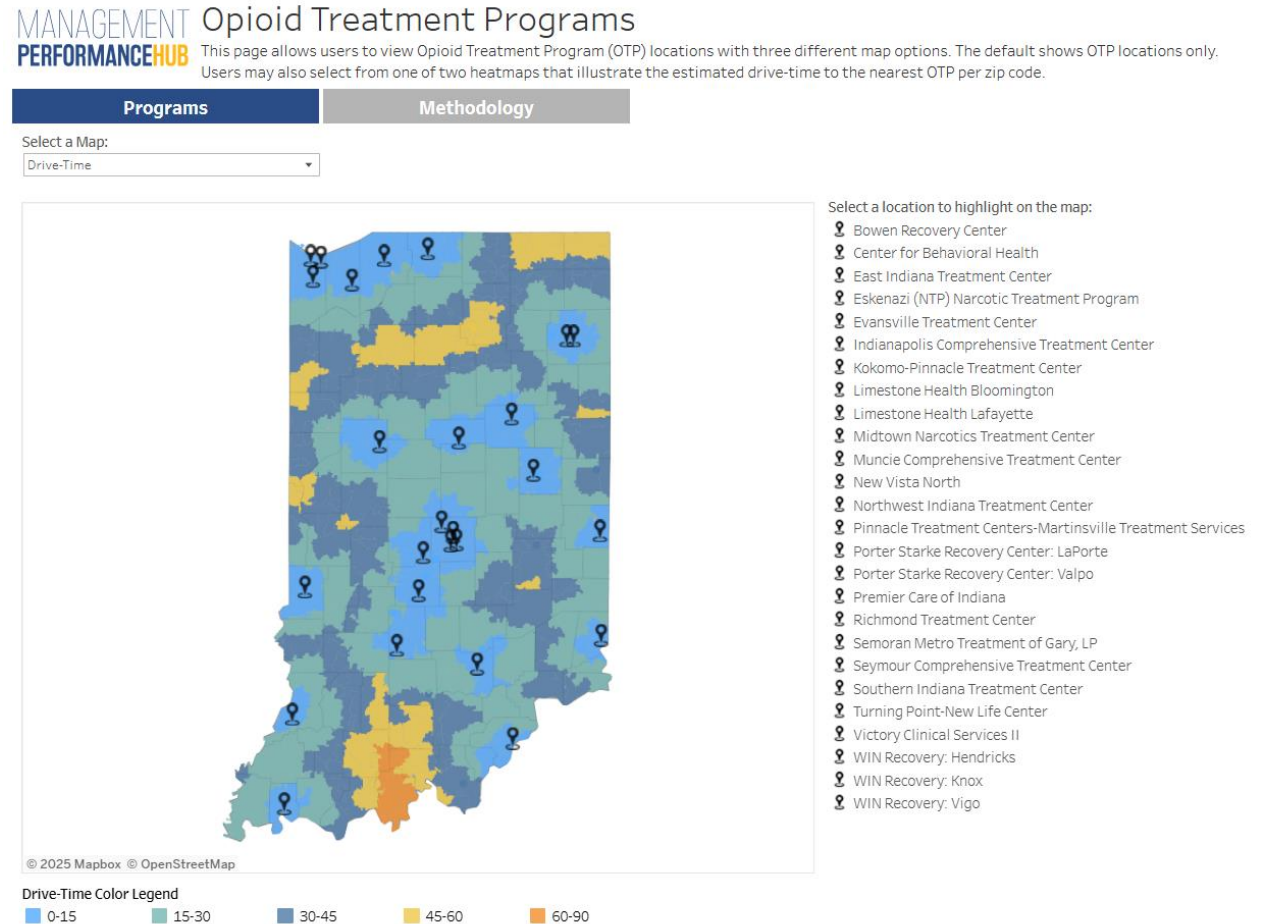 MANAGEMENT
PERFORMANCEHUB
Opioid Treatment Programs
This page allows users to view Opioid Treatment Program (OTP) locations with three different map options. The default shows OTP locations only.
Users may also select from one of two heatmaps that illustrate the estimated drive-time to the nearest OTP per zip code.
Programs
Methodology
Select a Map:
Drive-Time
Select a location to highlight on the map:
Bowen Recovery Center
Center for Behavioral Health
East Indiana Treatment Center
Eskenazi (NTP) Narcotic Treatment Program
Evansville Treatment Center
Indianapolis Comprehensive Treatment Center
Kokomo-Pinnacle Treatment Center
Limestone Health Bloomington
Limestone Health Lafayette
Midtown Narcotics Treatment Center
Muncie Comprehensive Treatment Center
New Vista North
Northwest Indiana Treatment Center
Pinnacle Treatment Centers-Martinsville Treatment Services
Porter Starke Recovery Center: LaPorte
Porter Starke Recovery Center: Valpo
Premier Care of Indiana
Richmond Treatment Center
Semoran Metro Treatment of Gary, LP
Seymour Comprehensive Treatment Center
Southern Indiana Treatment Center
Turning Point-New Life Center
Victory Clinical Services II
WIN Recovery: Hendricks
WIN Recovery: Knox
WIN Recovery: Vigo
© 2025 Mapbox © OpenStreetMap
Drive-Time Color Legend
0-15
15-30
30-45
45-60
60-90